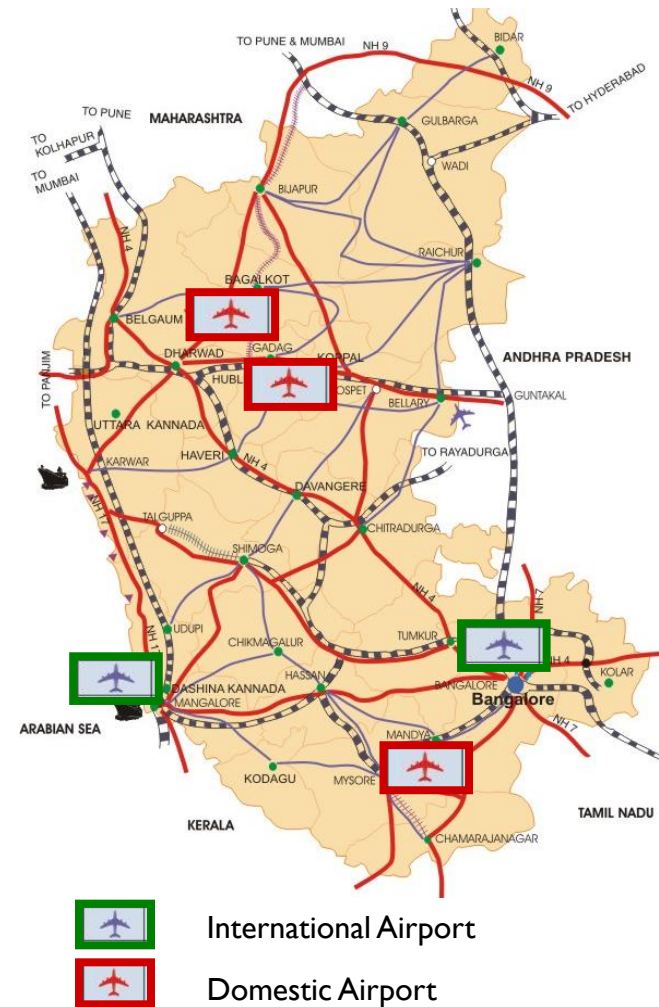 TO PUNE & MUMBAI
NH 9
BIDAR
NH 9
TO HYDERABAD
TO PUNE
MAHARASHTRA
GULBARGA
TO KOLHAPUR
WADI
TO MUMBAI
BIJAPUR
NH 4
RAICHUR
BAGALKOT
BELGAUM
GADAG
KOPPAL
ANDHRA PRADESH
DHARWAD
HUBL
OSPET
GUNTAKAL
TO PANJIM
BELLARY
UTTARA KANNADA
TO RAYADURGA
KARWAR
HAVERI
NH 4
DAVANGERE
NH 17
TALGUPPA
CHITRADURGA
SHIMOGA
NH 4
NH 7
UDUPI
CHIKMAGALUR
TUMKUR
NH 1
HASSAN
NH 4
KOLAR
DASHINA KANNADA
MANGALORE
BANGALORE
Bangalore
ARABIAN SEA
MANDYA
NH 7
KODAGU
MYSORE
TAMIL NADU
KERALA
CHAMARAJANAGAR
International Airport
Domestic Airport